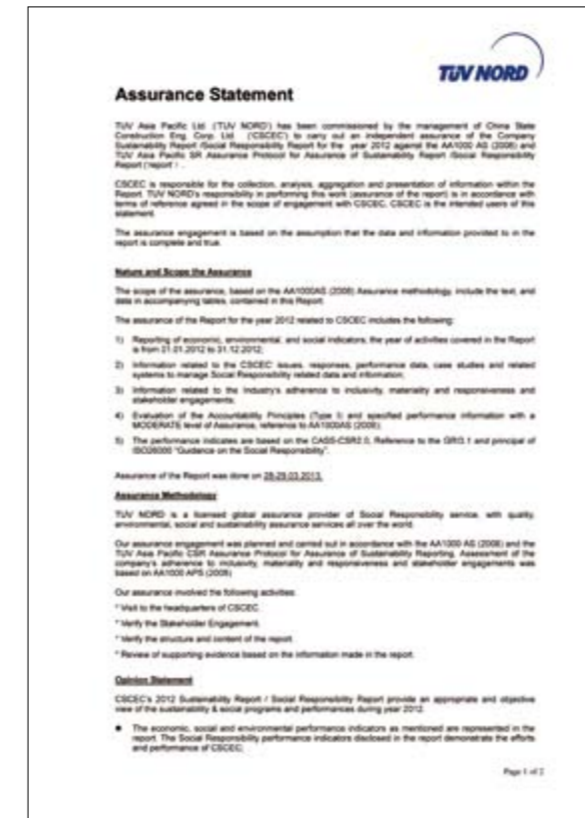 TÜV NORD
Assurance Statement
TUV Asia Pacific Ltd. ('TUV NORD') has been commissioned by the management of China State
Construction Eng. Corp. Ltd. ('CSCEC') to carry out an independent assurance of the Company
Sustainability Report /Social Responsibility Report for the year 2012 against the AA1000 AS (2008) and
TUV Asia Pacific SR Assurance Protocol for Assurance of Sustainability Report /Social Responsibility
Report ('report')
CSCEC is responsible for the collection, analysis, aggregation and presentation of information within the
Report. TUV NORD's responsibility in performing this work (assurance of the report) is in accordance with
terms of reference agreed in the scope of engagement with CSCEC. CSCEC is the intended users of this
statement.
The assurance engagement is based on the assumption that the data and information provided to in the
report is complete and true.
Nature and Scope the Assurance
The scope of the assurance, based on the AA1000AS (2008) Assurance methodology, include the text, and
data in accompanying tables, contained in this Report.
The assurance of the Report for the year 2012 related to CSCEC includes the following:
1) Reporting of economic, environmental, and social indicators, the year of activities covered in the Report
is from 01.01.2012 to 31.12.2012;
2) Information related to the CSCEC issues, responses, performance data, case studies and related
systems to manage Social Responsibility related data and information;
3) Information related to the Industry's adherence to inclusivity, materiality and responsiveness and
stakeholder engagements;
4) Evaluation of the Accountability Principles (Type I) and specified performance information with a
MODERATE level of Assurance, reference to AA1000AS (2008);
5) The performance indicates are based on the CASS-CSR2.0, Reference to the GRI3.1 and principal of
ISO26000 "Guidance on the Social Responsibility".
Assurance of the Report was done on 28-29.03.2013.
Assurance Methodology
TUV NORD is a licensed global assurance provider of Social Responsibility service, with quality,
environmental, social and sustainability assurance services all over the world.
Our assurance engagement was planned and carried out in accordance with the AA1000 AS (2008) and the
TUV Asia Pacific CSR Assurance Protocol for Assurance of Sustainability Reporting. Assessment of the
company's adherence to inclusivity, materiality and responsiveness and stakeholder engagements was
based on AA1000 APS (2008)
Our assurance involved the following activities:
* Visit to the headquarters of CSCEC.
* Verify the Stakeholder Engagement.
* Verify the structure and content of the report.
* Review of supporting evidence based on the information made in the report.
Opinion Statement
CSCEC's 2012 Sustainability Report / Social Responsibility Report provide an appropriate and objective
view of the sustainability & social programs and performances during year 2012.
● The economic, social and environmental performance indicators as mentioned are represented in the
report. The Social Responsibility performance indicators disclosed in the report demonstrate the efforts
and performance of CSCEC;
Page 1 of 2